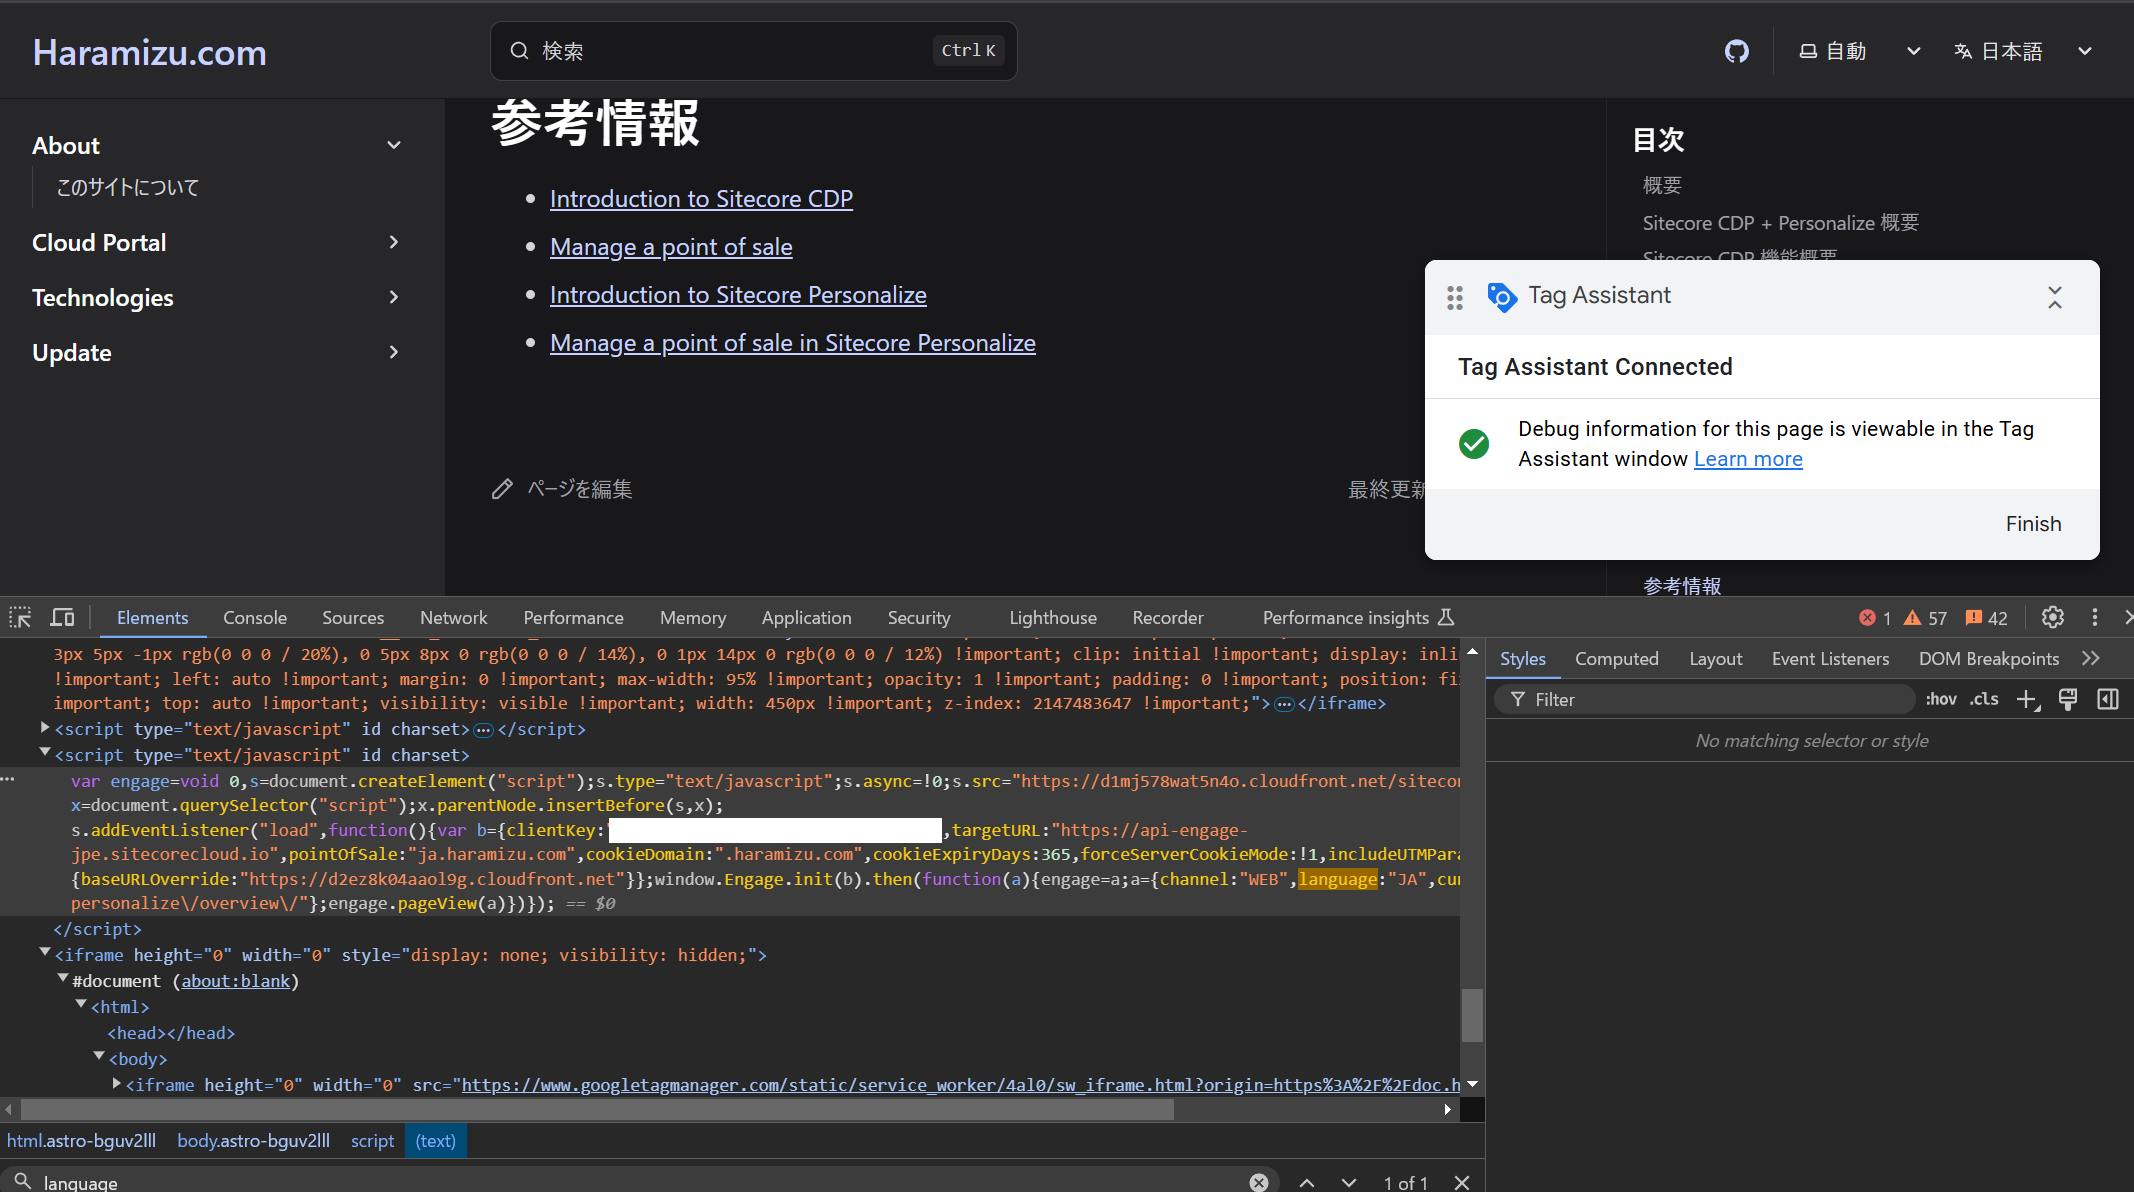 Haramizu.com
検索
Ctrl K
自動
日本語
About
このサイトについて
Cloud Portal
Technologies
Update
参考情報
Introduction to Sitecore CDP
Manage a point of sale
Introduction to Sitecore Personalize
Manage a point of sale in Sitecore Personalize
ページを編集
最終更新
目次
概要
Sitecore CDP + Personalize 概要
Sitecore CDP 機能概要
参考情報
Tag Assistant
Tag Assistant Connected
Debug information for this page is viewable in the Tag
Assistant window Learn more
Finish
Elements Console Sources Network Performance Memory Application Security Lighthouse Recorder Performance insights
1 57 42
3px 5px -1px rgb(0 0 0 / 20%), 0 5px 8px 0 rgb(0 0 0 / 14%), 0 1px 14px 0 rgb(0 0 0 / 12%) !important; clip: initial !important; display: inli
!important; left: auto !important; margin: 0 !important; max-width: 95% !important; opacity: 1 !important; padding: 0 !important; position: fi
important; top: auto !important; visibility: visible !important; width: 450px !important; z-index: 2147483647 !important;">…</iframe>
<script type="text/javascript" id charset>…</script>
<script type="text/javascript" id charset>
… var engage=void 0,s=document.createElement("script");s.type="text/javascript";s.async=!0;s.src="https://d1mj578wat5n4o.cloudfront.net/sitecor
x=document.querySelector("script");x.parentNode.insertBefore(s,x);
s.addEventListener("load",function(){var b={clientKey: ,targetURL:"https://api-engage-
jpe.sitecorecloud.io",pointOfSale:"ja.haramizu.com",cookieDomain:".haramizu.com",cookieExpiryDays:365,forceServerCookieMode:!1,includeUTMPara
{baseURLOverride:"https://d2ez8k04aaol9g.cloudfront.net"}};window.Engage.init(b).then(function(a){engage=a;a={channel:"WEB",language:"JA",cur
personalize\/overview\/"};engage.pageView(a)})}); == $0
</script>
<iframe height="0" width="0" style="display: none; visibility: hidden;">
#document (about:blank)
<html>
<head></head>
<body>
<iframe height="0" width="0" src="https://www.googletagmanager.com/static/service_worker/4al0/sw_iframe.html?origin=https%3A%2F%2Fdoc.h
html.astro-bguv2lll body.astro-bguv2lll script (text)
language
1 of 1
Styles Computed Layout Event Listeners DOM Breakpoints
Filter
:hov .cls
No matching selector or style